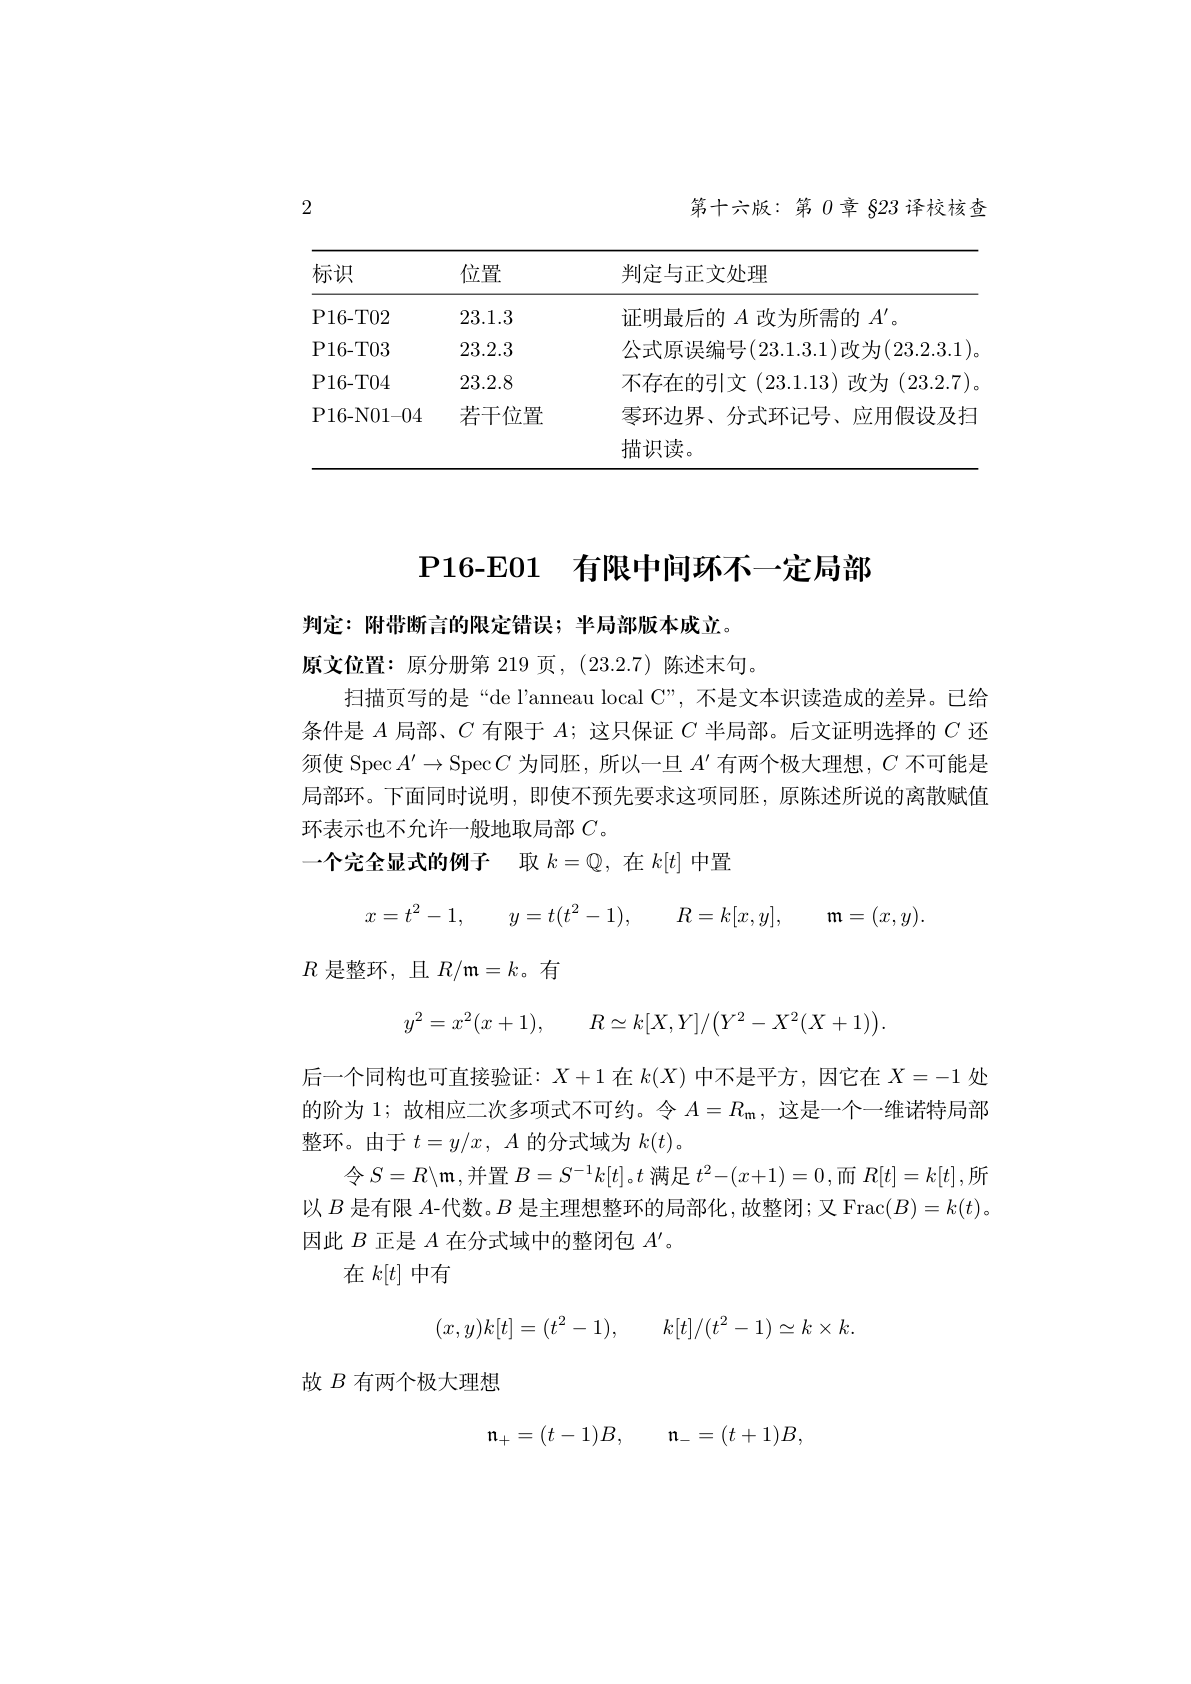 2 第十六版：第 0 章 §23 译校核查
标识 位置 判定与正文处理
P16-T02 23.1.3 证明最后的 A 改为所需的 A′。
P16-T03 23.2.3 公式原误编号(23.1.3.1)改为(23.2.3.1)。
P16-T04 23.2.8 不存在的引文（23.1.13）改为（23.2.7）。
P16-N01–04 若干位置 零环边界、分式环记号、应用假设及扫
描识读。
P16-E01 有限中间环不一定局部
判定：附带断言的限定错误；半局部版本成立。
原文位置：原分册第 219 页，（23.2.7）陈述末句。
扫描页写的是 “de l’anneau local C”，不是文本识读造成的差异。已给
条件是 A 局部、C 有限于 A；这只保证 C 半局部。后文证明选择的 C 还
须使 Spec A′ → Spec C 为同胚，所以一旦 A′ 有两个极大理想，C 不可能是
局部环。下面同时说明，即使不预先要求这项同胚，原陈述所说的离散赋值
环表示也不允许一般地取局部 C。
一个完全显式的例子 取 k = ℚ，在 k[t] 中置
x = t² − 1, y = t(t² − 1), R = k[x, y], 𝔪 = (x, y).
R 是整环，且 R/𝔪 = k。有
y² = x²(x + 1), R ≃ k[X, Y]/(Y² − X²(X + 1)).
后一个同构也可直接验证：X + 1 在 k(X) 中不是平方，因它在 X = −1 处
的阶为 1；故相应二次多项式不可约。令 A = R_𝔪，这是一个一维诺特局部
整环。由于 t = y/x，A 的分式域为 k(t)。
令 S = R\𝔪，并置 B = S⁻¹k[t]。t 满足 t²−(x+1) = 0，而 R[t] = k[t]，所
以 B 是有限 A-代数。B 是主理想整环的局部化，故整闭；又 Frac(B) = k(t)。
因此 B 正是 A 在分式域中的整闭包 A′。
在 k[t] 中有
(x, y)k[t] = (t² − 1), k[t]/(t² − 1) ≃ k × k.
故 B 有两个极大理想
𝔫₊ = (t − 1)B, 𝔫₋ = (t + 1)B,